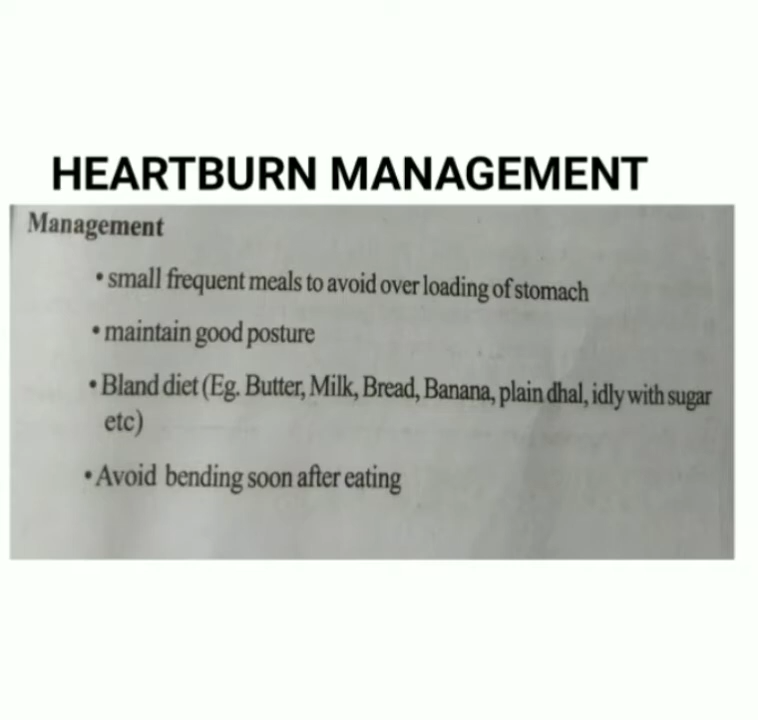 HEARTBURN MANAGEMENT
Management
• small frequent meals to avoid over loading of stomach
• maintain good posture
• Bland diet (Eg. Butter, Milk, Bread, Banana, plain dhal, idly with sugar
etc)
• Avoid bending soon after eating